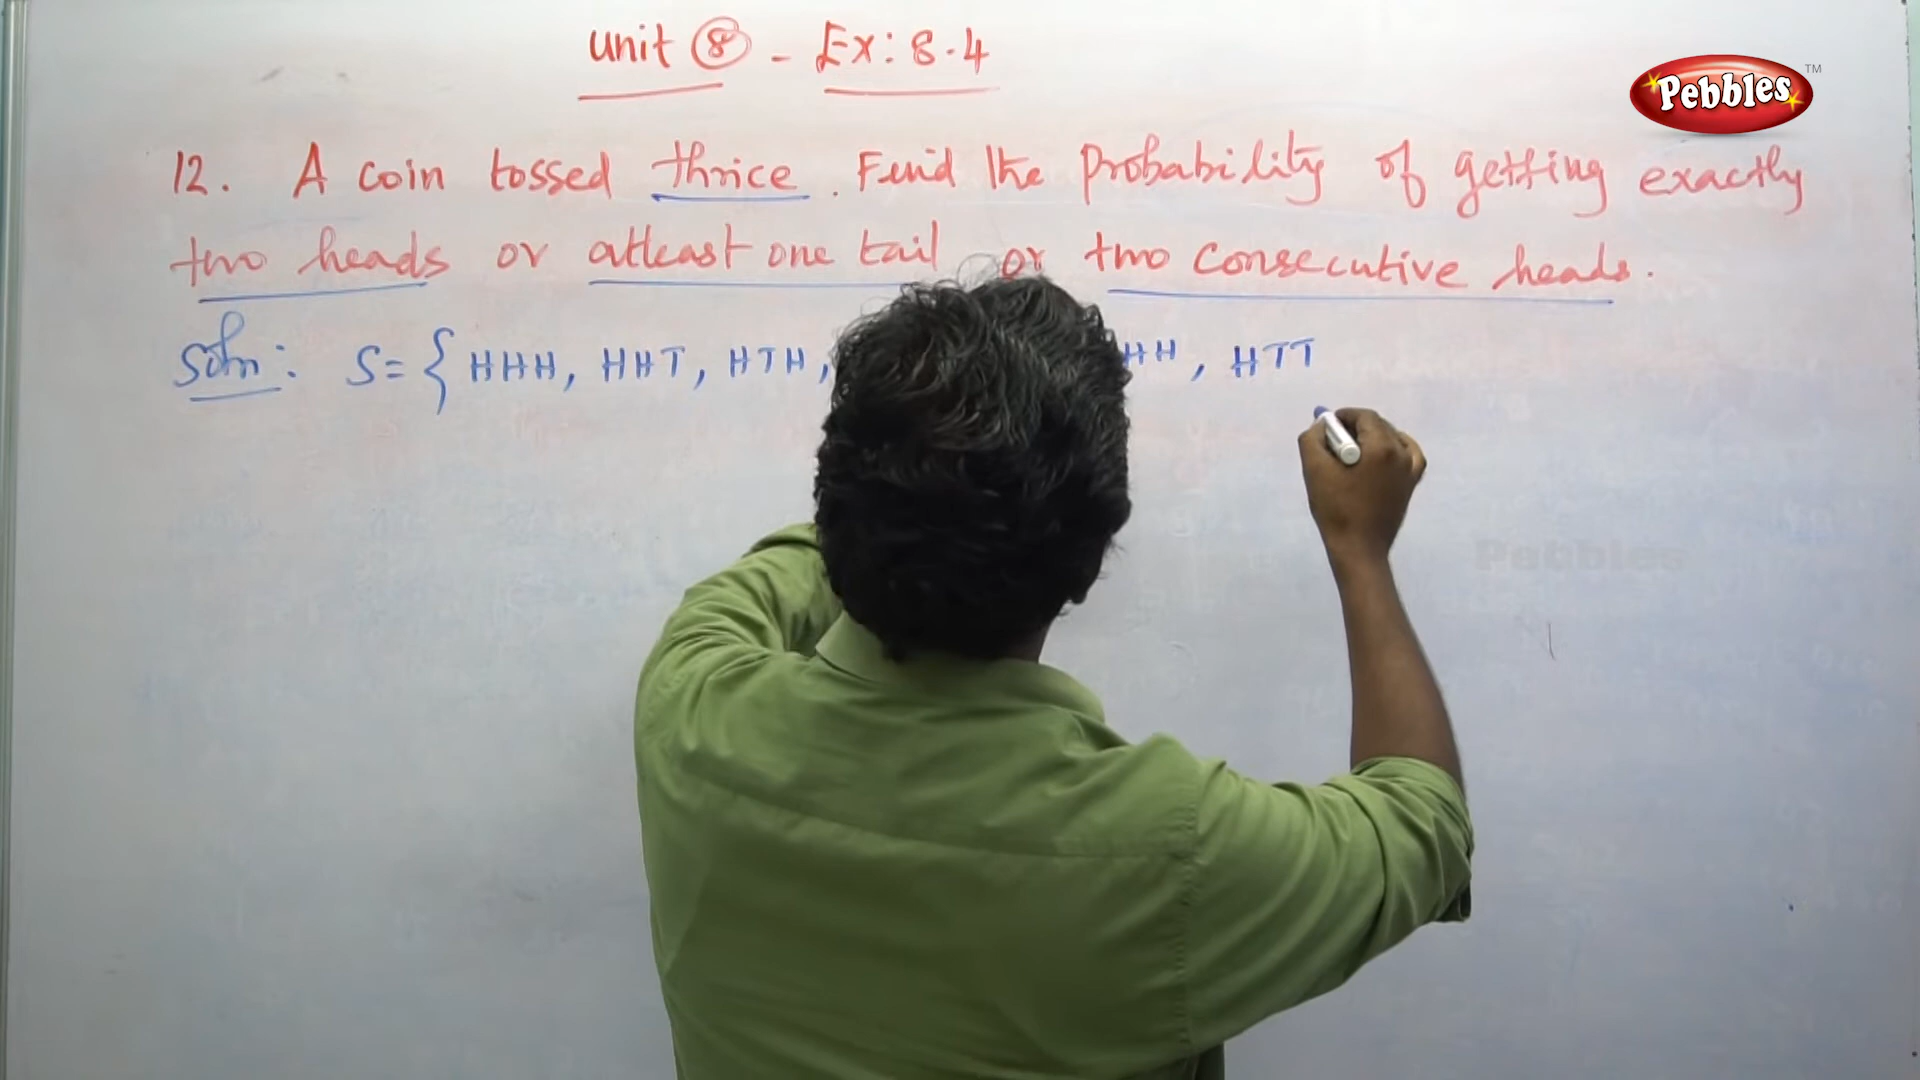 Unit 8 - Ex: 8.4
Pebbles TM
12. A coin tossed thrice. Find the Probability of getting exactly
two heads or atleast one tail or two consecutive heads.
Soln: S = { HHH, HHT, HTH, HH, HTT
Pebbles